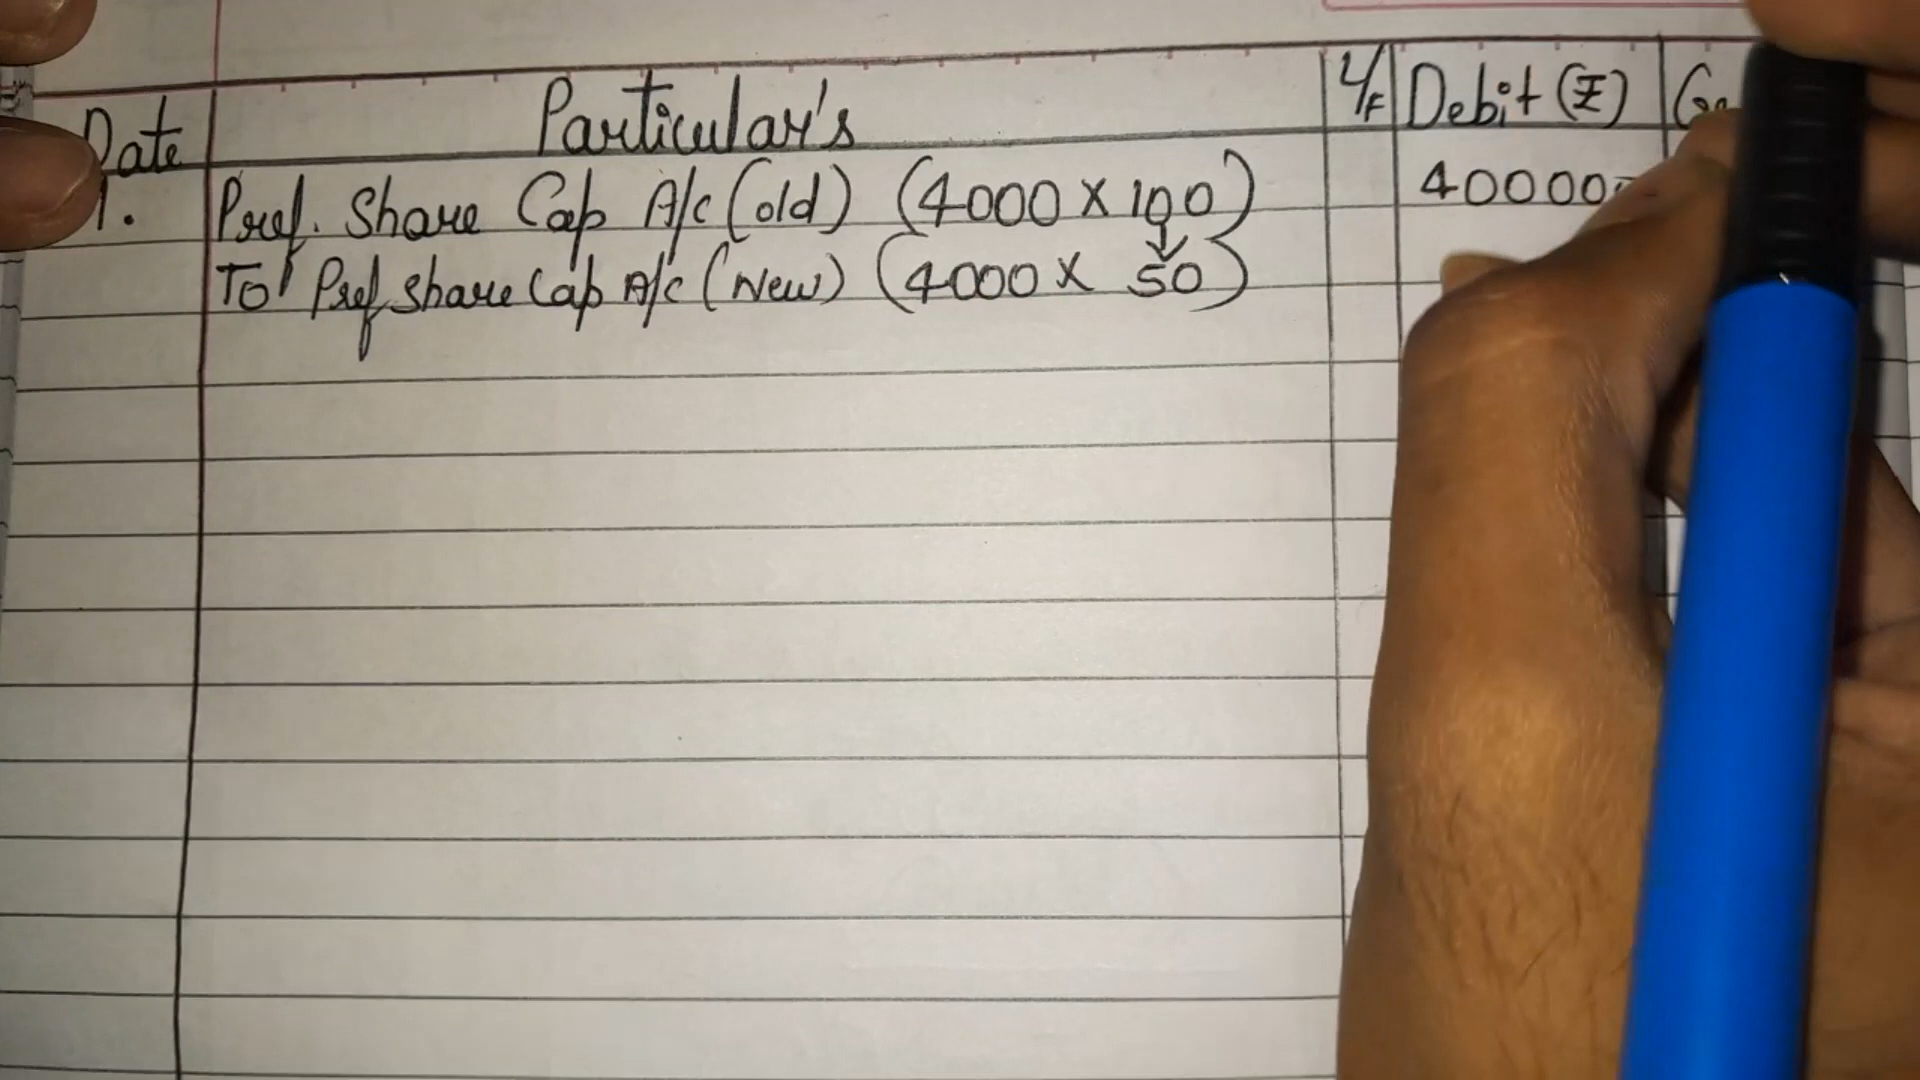 Date Particular's L/F Debit (₹)
1. Pref. Share Cap A/c (old) (4000 X 100) 40000
To Pref Share Cap A/c (New) (4000 X 50)